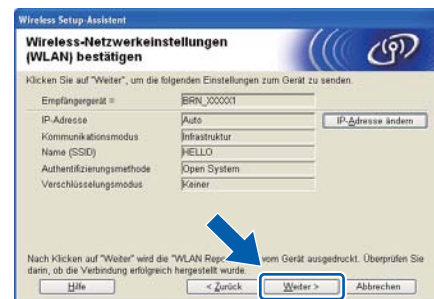 Wireless Setup-Assistent
Wireless-Netzwerkeinstellungen
(WLAN) bestätigen
Klicken Sie auf "Weiter", um die folgenden Einstellungen zum Gerät zu senden.
Empfängergerät = BRN_XXXXX1
IP-Adresse Auto IP-Adresse ändern
Kommunikationsmodus Infrastruktur
Name (SSID) HELLO
Authentifizierungsmethode Open System
Verschlüsselungsmodus Keiner
Nach Klicken auf "Weiter" wird die "WLAN Repo vom Gerät ausgedruckt. Überprüfen Sie
darin, ob die Verbindung erfolgreich hergestellt wurde.
Hilfe < Zurück Weiter > Abbrechen